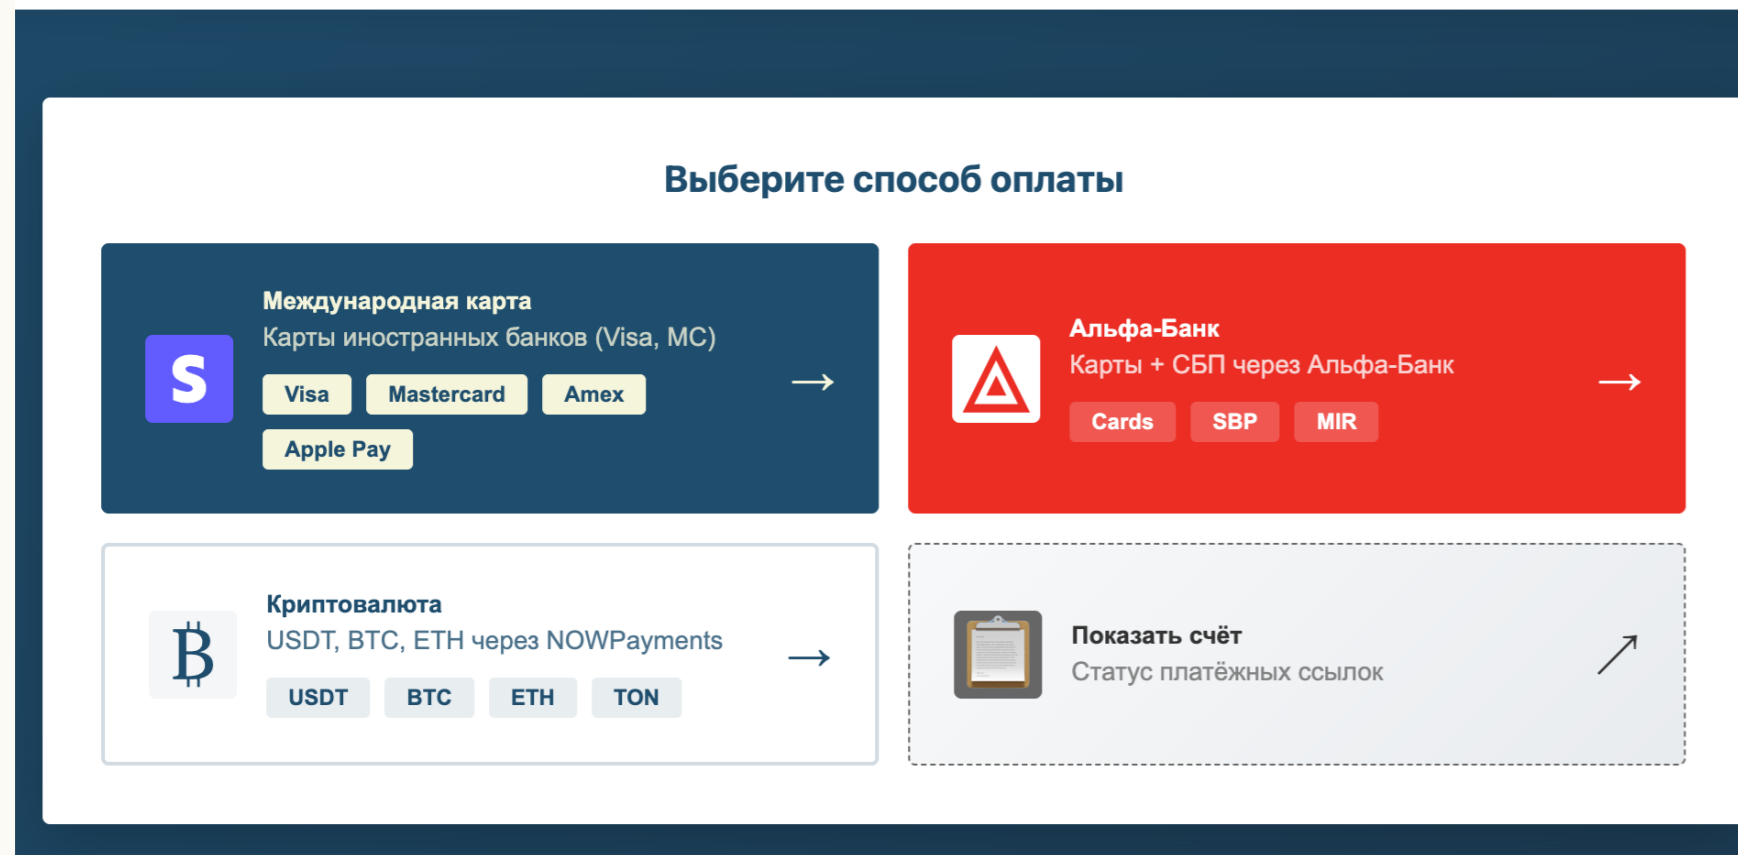 Выберите способ оплаты
S
Международная карта
Карты иностранных банков (Visa, MC)
Visa Mastercard Amex
Apple Pay
Альфа-Банк
Карты + СБП через Альфа-Банк
Cards SBP MIR
Криптовалюта
USDT, BTC, ETH через NOWPayments
USDT BTC ETH TON
Показать счёт
Статус платёжных ссылок